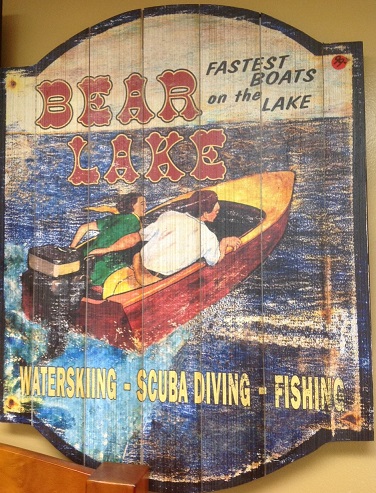 BEAR
LAKE
FASTEST
BOATS
on the LAKE
WATERSKIING - SCUBA DIVING - FISHING